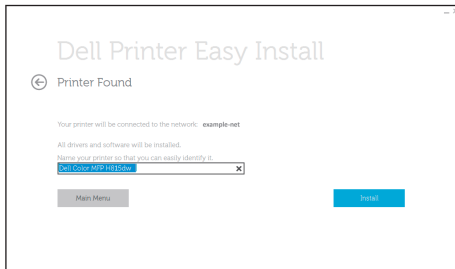 Dell Printer Easy Install
Printer Found
Your printer will be connected to the network: example-net
All drivers and software will be installed.
Name your printer so that you can easily identify it.
Dell Color MFP H815dw
Main Menu
Install